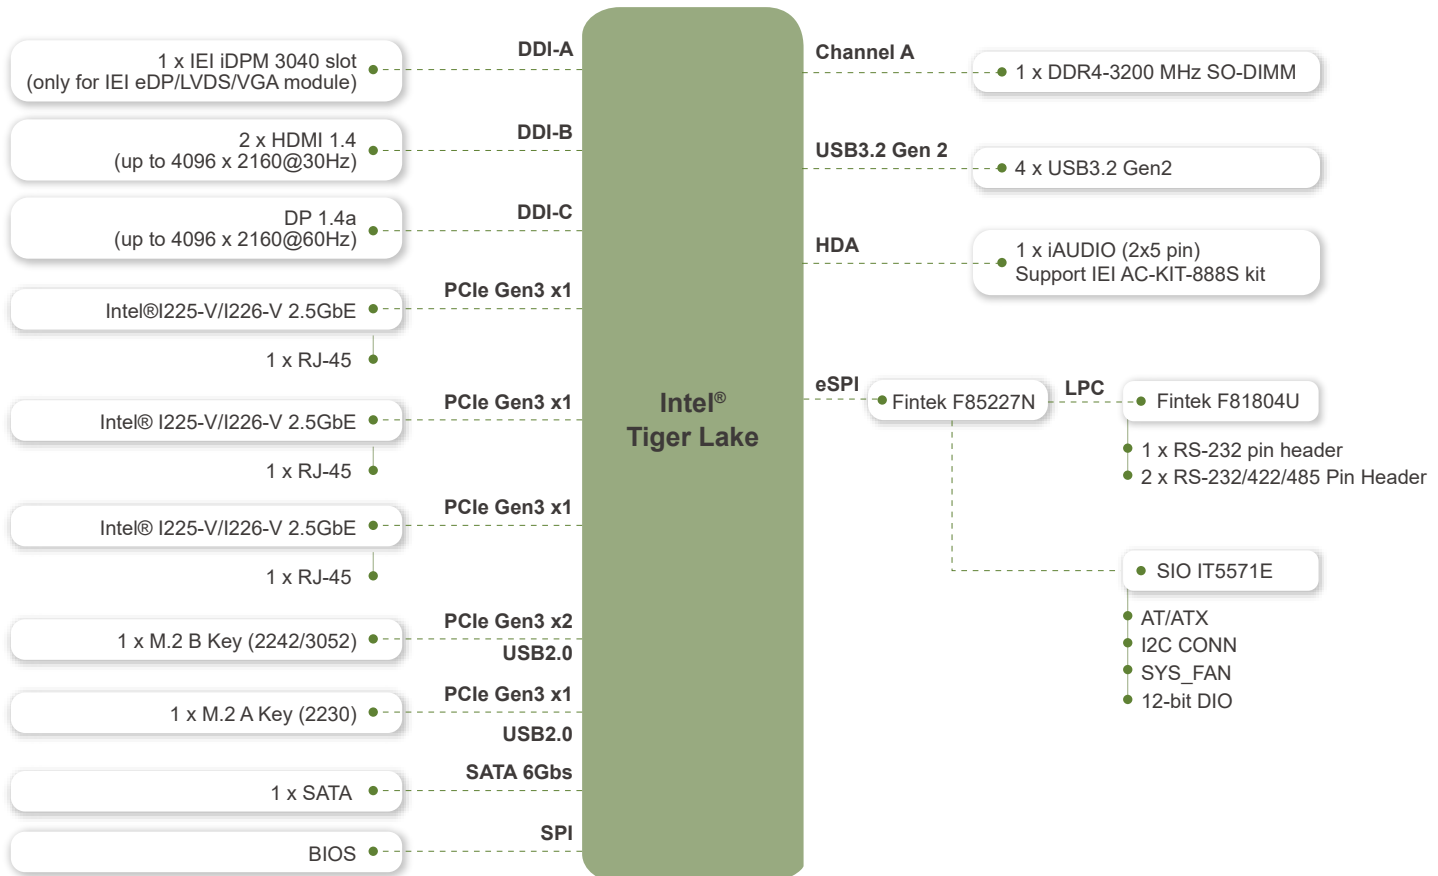 DDI-A
1 x IEI iDPM 3040 slot
(only for IEI eDP/LVDS/VGA module)
DDI-B
2 x HDMI 1.4
(up to 4096 x 2160@30Hz)
DDI-C
DP 1.4a
(up to 4096 x 2160@60Hz)
PCIe Gen3 x1
Intel®I225-V/I226-V 2.5GbE
1 x RJ-45
PCIe Gen3 x1
Intel® I225-V/I226-V 2.5GbE
1 x RJ-45
PCIe Gen3 x1
Intel® I225-V/I226-V 2.5GbE
1 x RJ-45
PCIe Gen3 x2
1 x M.2 B Key (2242/3052)
USB2.0
PCIe Gen3 x1
1 x M.2 A Key (2230)
USB2.0
SATA 6Gbs
1 x SATA
SPI
BIOS
Intel®
Tiger Lake
Channel A
1 x DDR4-3200 MHz SO-DIMM
USB3.2 Gen 2
4 x USB3.2 Gen2
HDA
1 x iAUDIO (2x5 pin)
Support IEI AC-KIT-888S kit
eSPI
Fintek F85227N
LPC
Fintek F81804U
1 x RS-232 pin header
2 x RS-232/422/485 Pin Header
SIO IT5571E
AT/ATX
I2C CONN
SYS_FAN
12-bit DIO